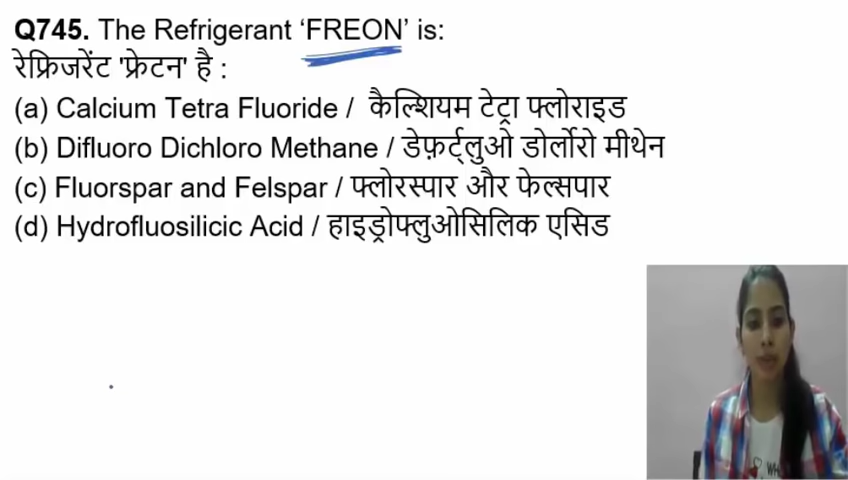 Q745. The Refrigerant ‘FREON’ is:
रेफ्रिजरेंट 'फ्रेटन' है :
(a) Calcium Tetra Fluoride / कैल्शियम टेट्रा फ्लोराइड
(b) Difluoro Dichloro Methane / डेफ़र्ट्लुओ डोर्लोरो मीथेन
(c) Fluorspar and Felspar / फ्लोरस्पार और फेल्सपार
(d) Hydrofluosilicic Acid / हाइड्रोफ्लुओसिलिक एसिड